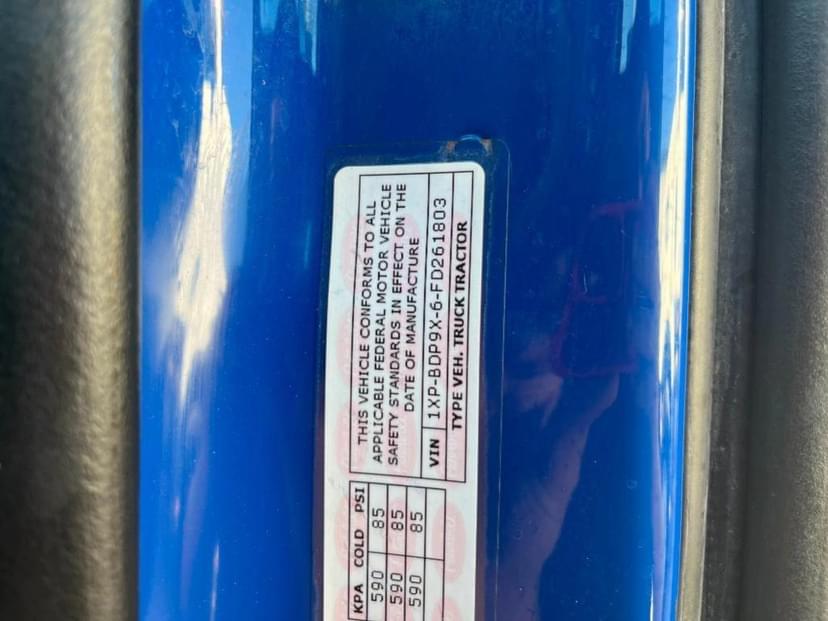 KPA COLD PSI
590 85
590 85
590 85
THIS VEHICLE CONFORMS TO ALL
APPLICABLE FEDERAL MOTOR VEHICLE
SAFETY STANDARDS IN EFFECT ON THE
DATE OF MANUFACTURE
VIN 1XP-BDP9X-6-FD261803
TYPE VEH. TRUCK TRACTOR